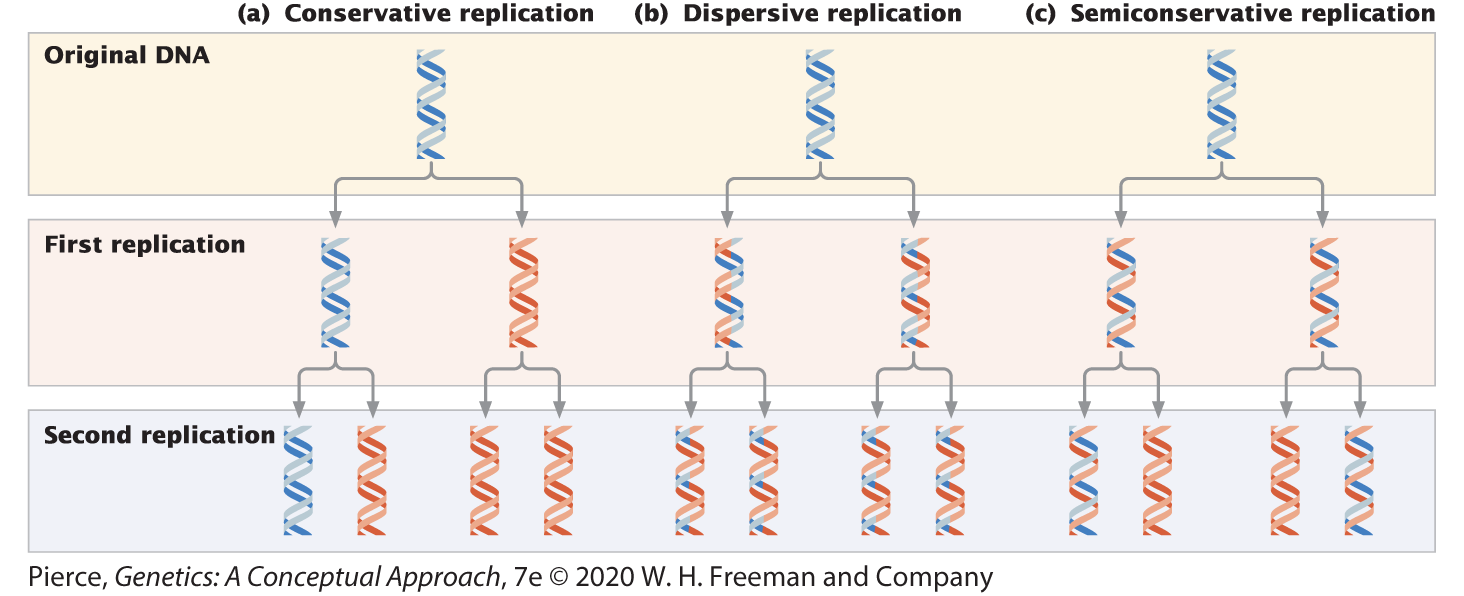 (a) Conservative replication (b) Dispersive replication (c) Semiconservative replication
Original DNA
First replication
Second replication
Pierce, Genetics: A Conceptual Approach, 7e © 2020 W. H. Freeman and Company